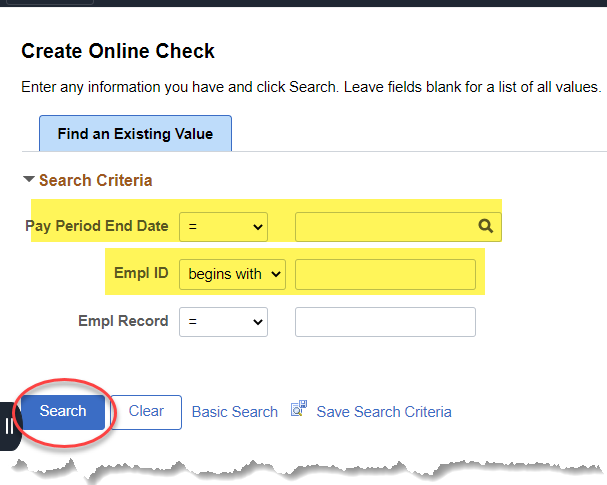 Create Online Check
Enter any information you have and click Search. Leave fields blank for a list of all values.
Find an Existing Value
Search Criteria
Pay Period End Date =
Empl ID begins with
Empl Record =
Search Clear Basic Search Save Search Criteria